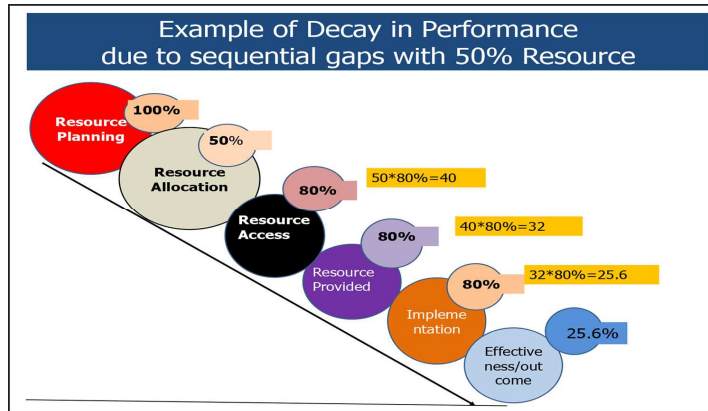 Example of Decay in Performance
due to sequential gaps with 50% Resource
Resource
Planning
100%
Resource
Allocation
50%
Resource
Access
80%
50*80%=40
Resource
Provided
80%
40*80%=32
Impleme
ntation
80%
32*80%=25.6
Effective
ness/out
come
25.6%